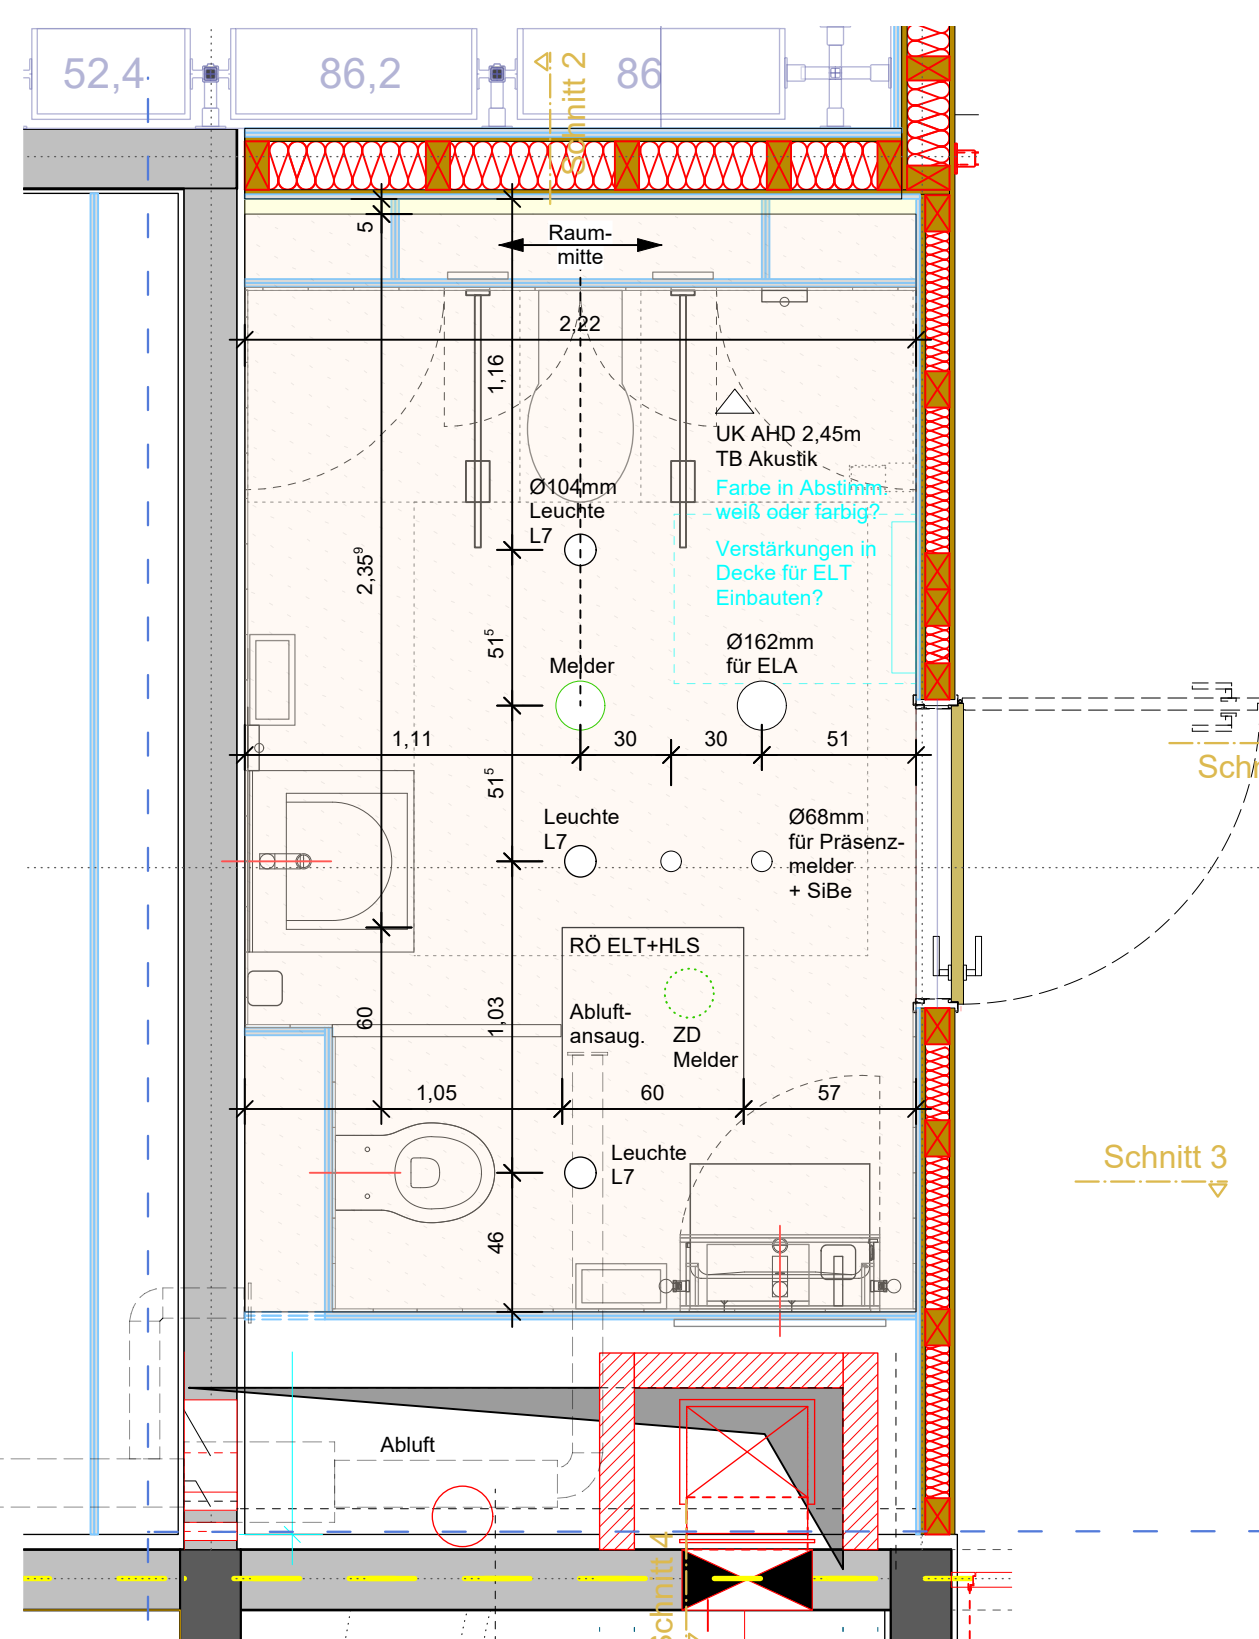 52,4
86,2
86
Schnitt 2
5
Raum-
mitte
2,22
1,16
UK AHD 2,45m
TB Akustik
Farbe in Abstimm.
weiß oder farbig?
Ø104mm
Leuchte
L7
Verstärkungen in
Decke für ELT
Einbauten?
2,35⁹
51⁵
Melder
Ø162mm
für ELA
1,11
30
30
51
51⁵
Leuchte
L7
Ø68mm
für Präsenz-
melder
+ SiBe
RÖ ELT+HLS
60
1,03
Abluft-
ansaug.
ZD
Melder
1,05
60
57
Leuchte
L7
46
Schnitt 3
Abluft
Schnitt 4